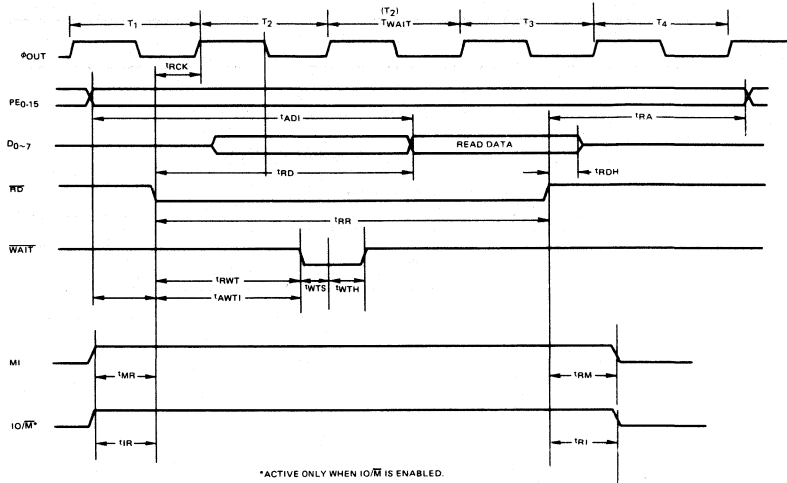 (T2)
T1 T2 TWAIT T3 T4
ϕOUT
tRCK
PE0-15
tADI tRA
D0~7 READ DATA
tRD tRDH
RD
tRR
WAIT
tRWT tWTS tWTH
tAWTI
MI
tMR tRM
IO/M*
tIR tRI
*ACTIVE ONLY WHEN IO/M IS ENABLED.